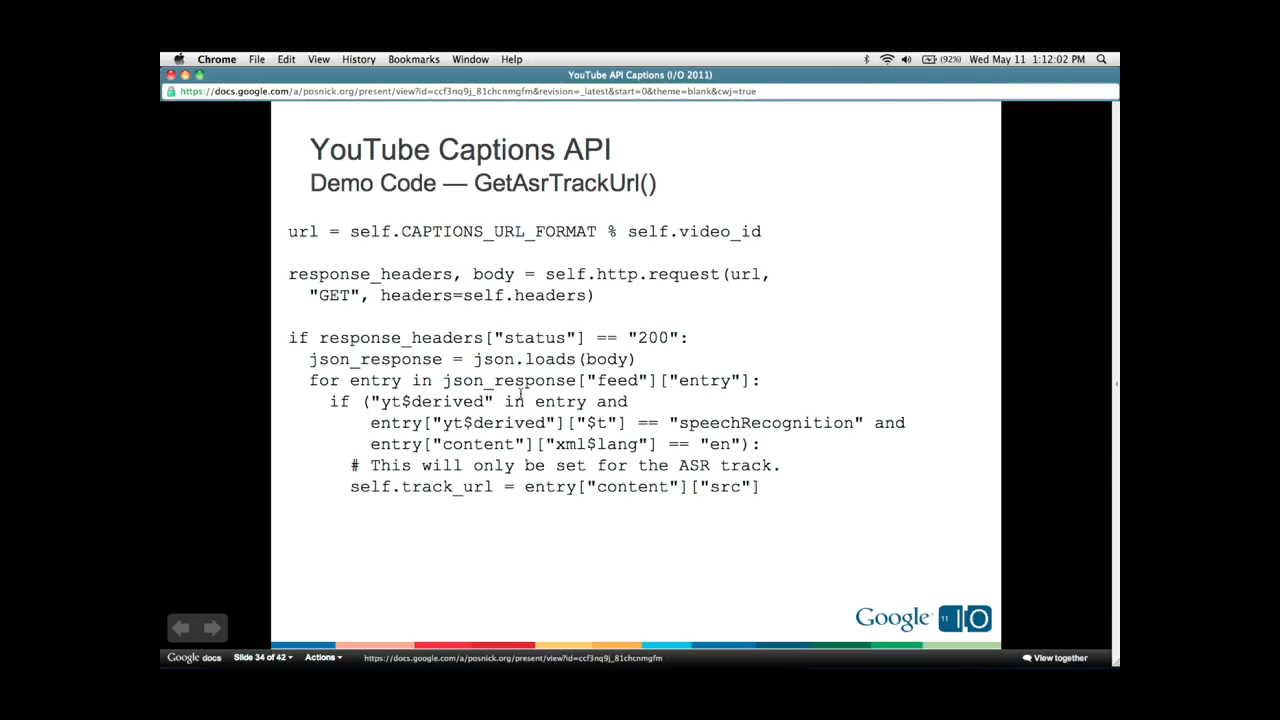 Chrome File Edit View History Bookmarks Window Help (92%) Wed May 11 1:12:02 PM
YouTube API Captions (I/O 2011)
https://docs.google.com/a/posnick.org/present/view?id=ccf3nq9j_81chcnmgfm&revision=_latest&start=0&theme=blank&cwj=true
YouTube Captions API
Demo Code — GetAsrTrackUrl()
url = self.CAPTIONS_URL_FORMAT % self.video_id
response_headers, body = self.http.request(url,
"GET", headers=self.headers)
if response_headers["status"] == "200":
json_response = json.loads(body)
for entry in json_response["feed"]["entry"]:
if ("yt$derived" in entry and
entry["yt$derived"]["$t"] == "speechRecognition" and
entry["content"]["xml$lang"] == "en"):
# This will only be set for the ASR track.
self.track_url = entry["content"]["src"]
Google 11 I/O
Google docs Slide 34 of 42 Actions https://docs.google.com/a/posnick.org/present/view?id=ccf3nq9j_81chcnmgfm View together